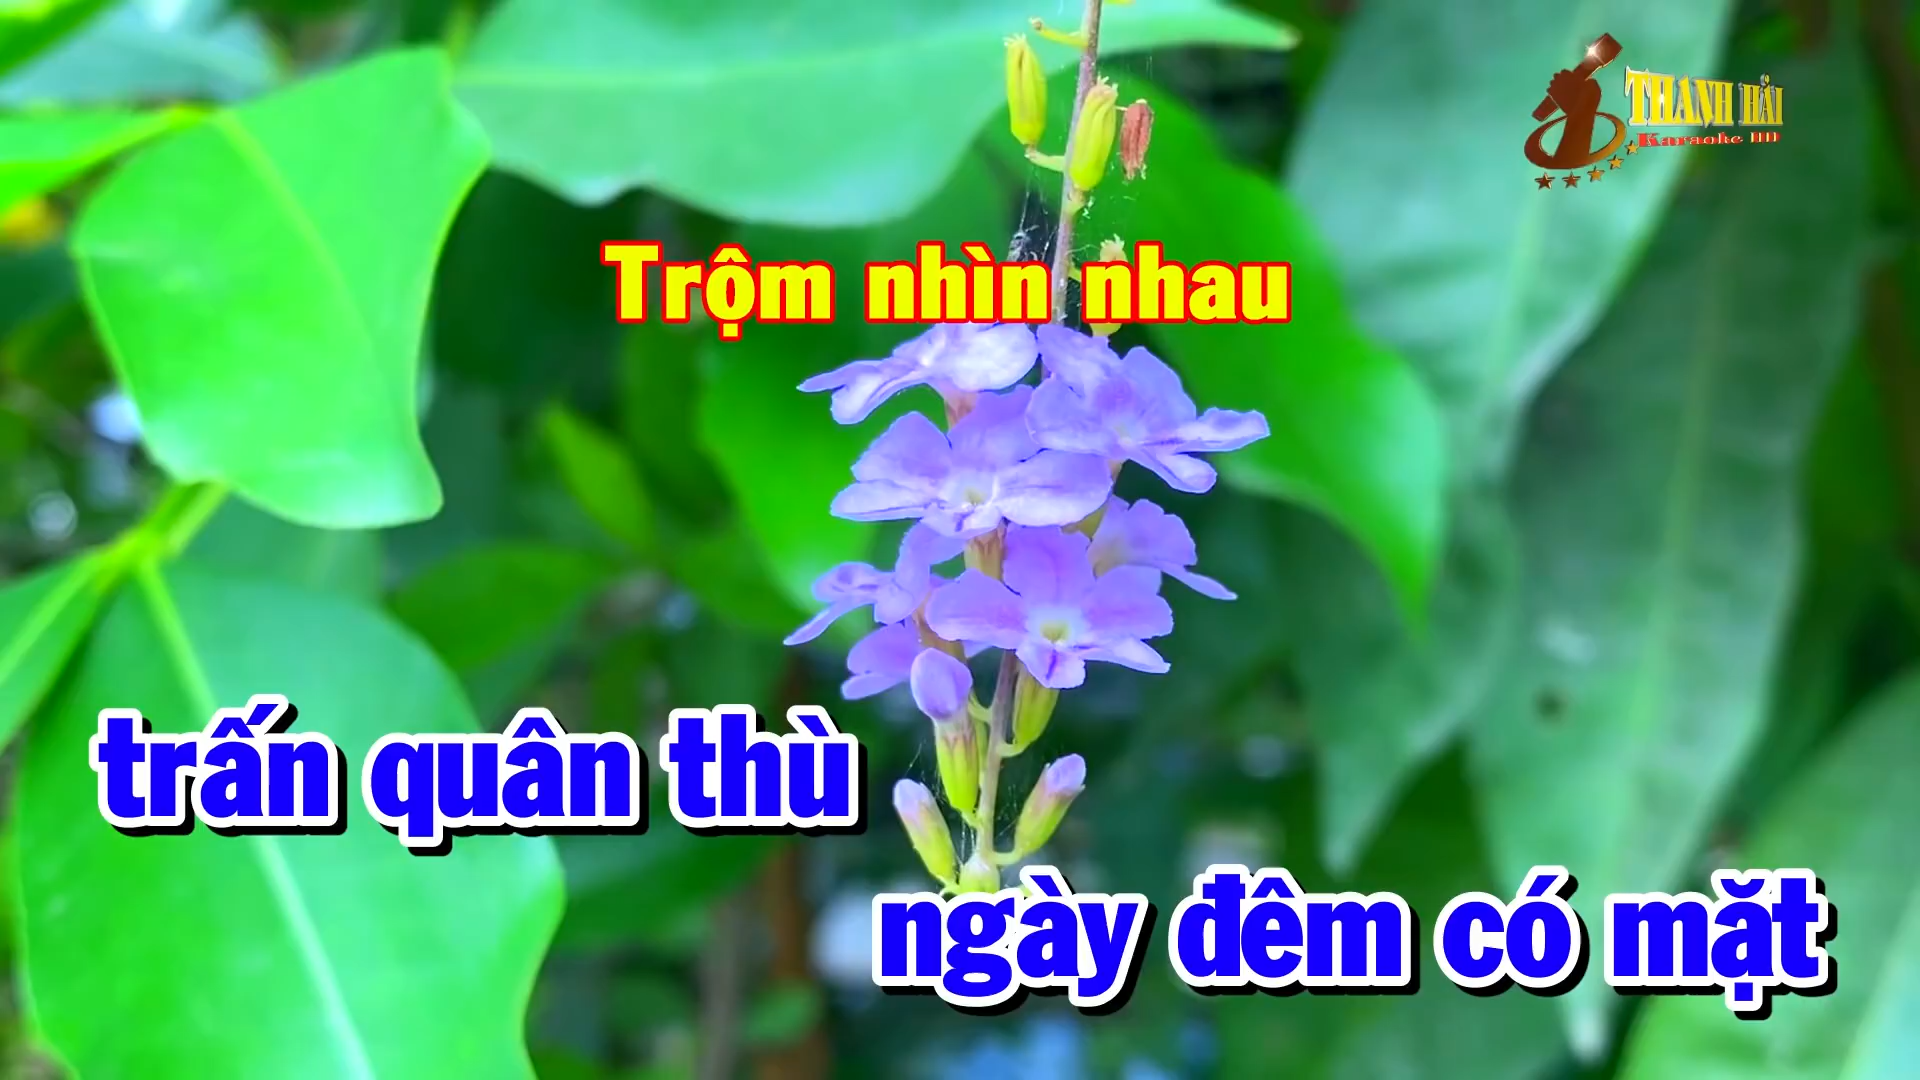 THANH HẢI
Karaoke HD
Trộm nhìn nhau
trấn quân thù
ngày đêm có mặt